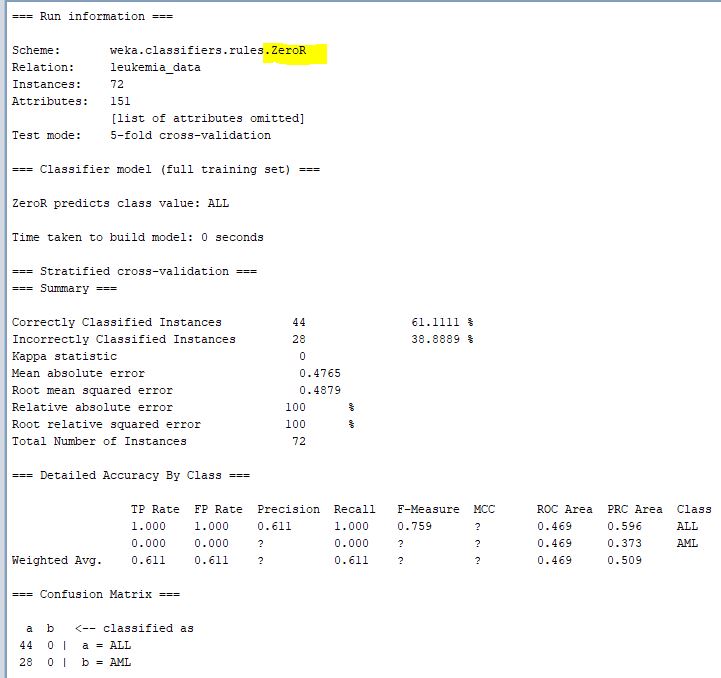 === Run information ===
Scheme: weka.classifiers.rules.ZeroR
Relation: leukemia_data
Instances: 72
Attributes: 151
[list of attributes omitted]
Test mode: 5-fold cross-validation
=== Classifier model (full training set) ===
ZeroR predicts class value: ALL
Time taken to build model: 0 seconds
=== Stratified cross-validation ===
=== Summary ===
Correctly Classified Instances 44 61.1111 %
Incorrectly Classified Instances 28 38.8889 %
Kappa statistic 0
Mean absolute error 0.4765
Root mean squared error 0.4879
Relative absolute error 100 %
Root relative squared error 100 %
Total Number of Instances 72
=== Detailed Accuracy By Class ===
TP Rate FP Rate Precision Recall F-Measure MCC ROC Area PRC Area Class
1.000 1.000 0.611 1.000 0.759 ? 0.469 0.596 ALL
0.000 0.000 ? 0.000 ? ? 0.469 0.373 AML
Weighted Avg. 0.611 0.611 ? 0.611 ? ? 0.469 0.509
=== Confusion Matrix ===
a b <-- classified as
44 0 | a = ALL
28 0 | b = AML